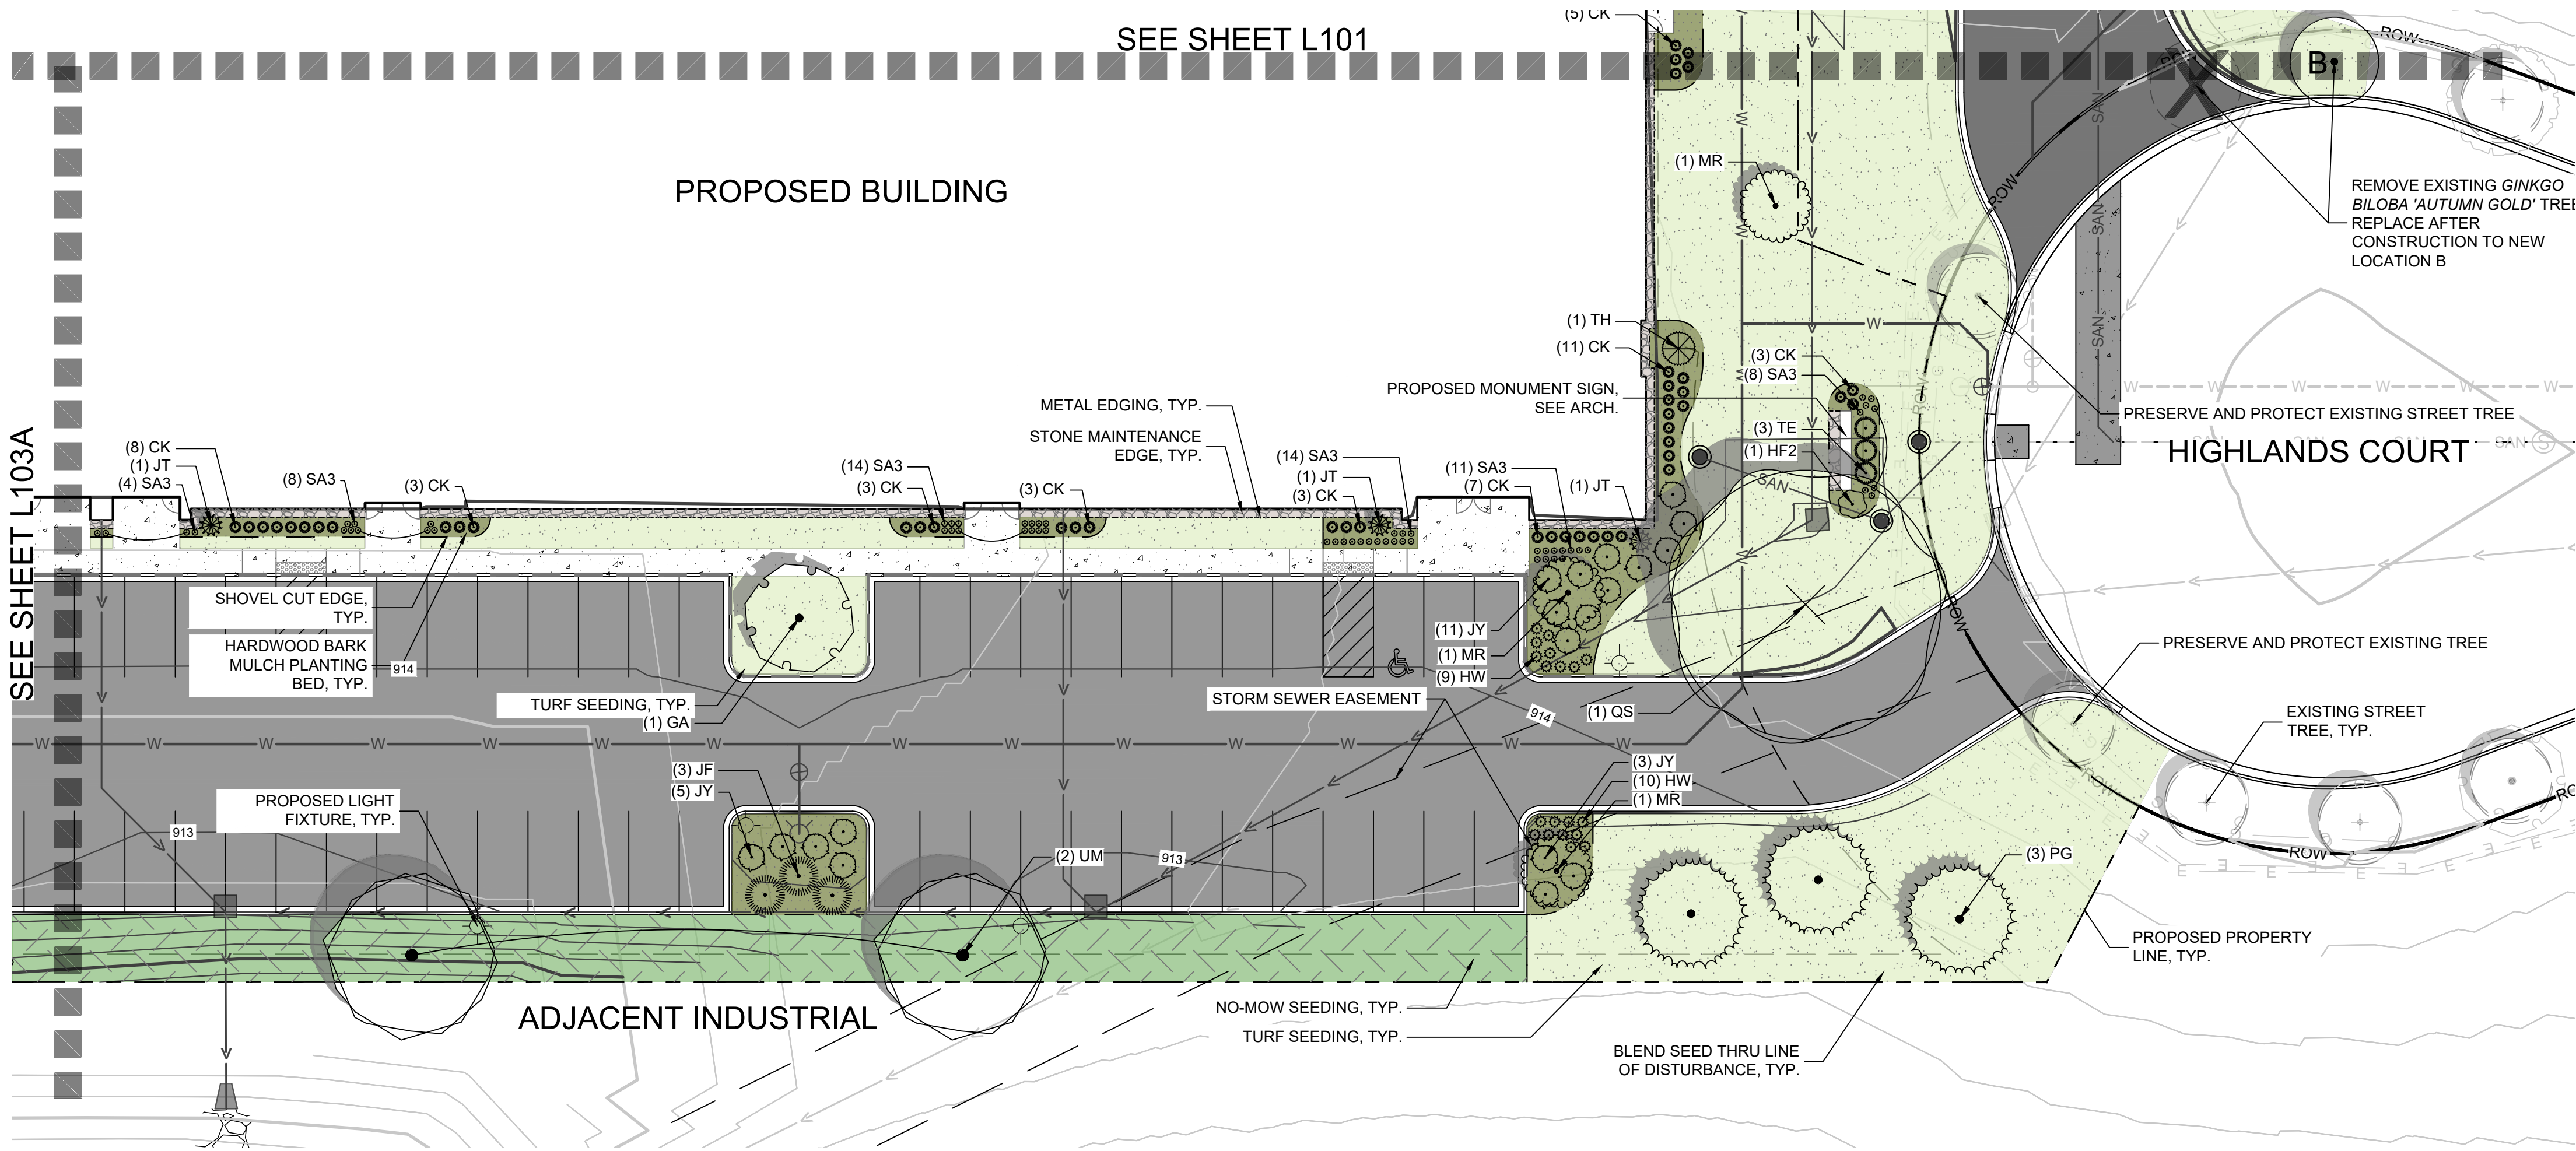 (5) CK
SEE SHEET L101
ROW
B
(1) MR
PROPOSED BUILDING
REMOVE EXISTING GINKGO
BILOBA 'AUTUMN GOLD' TREE
REPLACE AFTER
CONSTRUCTION TO NEW
LOCATION B
ROW
SAN
SAN
SAN
W
W
W
(1) TH
(11) CK
(3) CK
(8) SA3
PROPOSED MONUMENT SIGN,
SEE ARCH.
METAL EDGING, TYP.
STONE MAINTENANCE
EDGE, TYP.
(3) TE
(1) HF2
SAN
ROW
W W W W
PRESERVE AND PROTECT EXISTING STREET TREE
HIGHLANDS COURT
SAN
S
SEE SHEET L103A
(8) CK
(1) JT
(4) SA3
(8) SA3
(3) CK
(14) SA3
(3) CK
(3) CK
(14) SA3
(1) JT
(3) CK
(11) SA3
(7) CK
(1) JT
SHOVEL CUT EDGE,
TYP.
HARDWOOD BARK
MULCH PLANTING
BED, TYP.
914
TURF SEEDING, TYP.
(1) GA
(11) JY
(1) MR
(9) HW
STORM SEWER EASEMENT
914
(1) QS
ROW
PRESERVE AND PROTECT EXISTING TREE
EXISTING STREET
TREE, TYP.
W W W W W W W W W W W W W W W
(3) JF
(5) JY
(3) JY
(10) HW
(1) MR
PROPOSED LIGHT
FIXTURE, TYP.
913
(2) UM
913
(3) PG
ROW
ROW
E E E E E E
PROPOSED PROPERTY
LINE, TYP.
ADJACENT INDUSTRIAL
NO-MOW SEEDING, TYP.
TURF SEEDING, TYP.
BLEND SEED THRU LINE
OF DISTURBANCE, TYP.